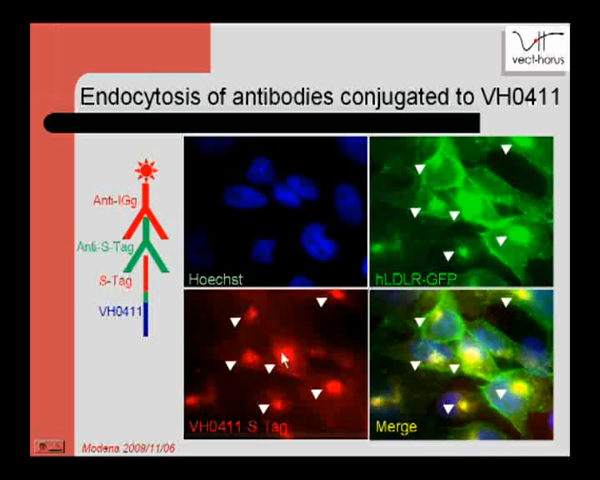 vect-horus
Endocytosis of antibodies conjugated to VH0411
Anti-IGg
Anti-S-Tag
S-Tag
VH0411
Hoechst
hLDLR-GFP
VH0411-S-Tag
Merge
Modena 2009/11/06